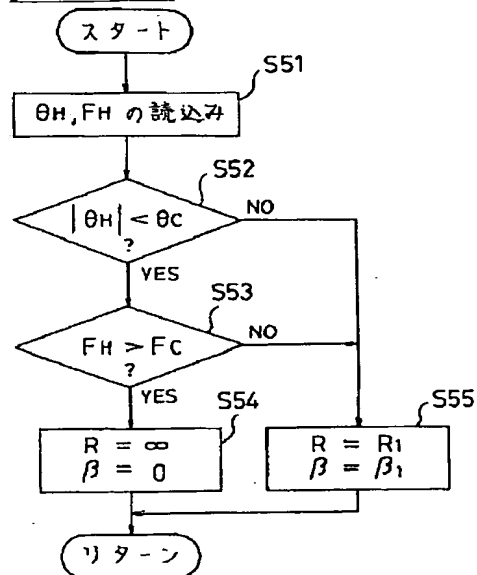 スタート
S51
θH,FH の読込み
S52
|θH| < θC
?
NO
YES
S53
FH > FC
?
NO
YES
S54
R = ∞
β = 0
S55
R = R1
β = β1
リターン